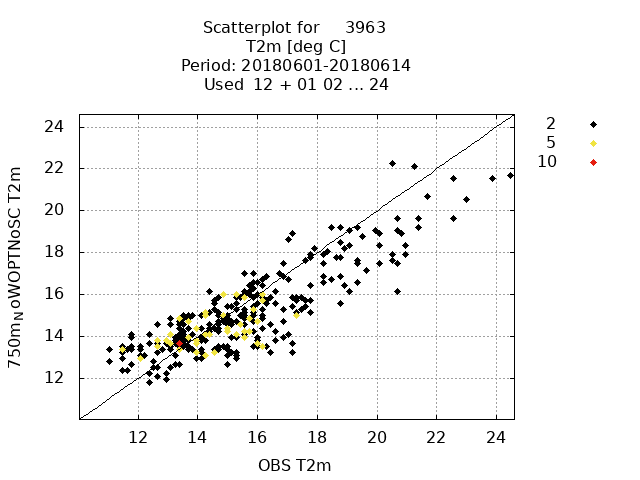 Scatterplot for 3963
T2m [deg C]
Period: 20180601-20180614
Used 12 + 01 02 ... 24
2
5
10
24
22
20
18
16
14
12
750m_NoWOPTNoSC T2m
12 14 16 18 20 22 24
OBS T2m